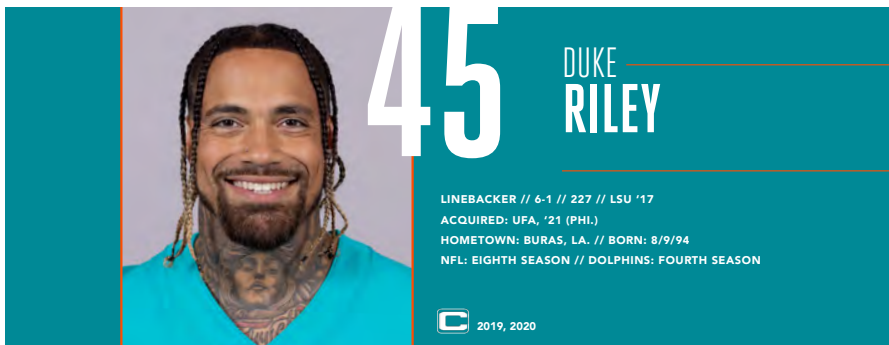 45
DUKE
RILEY
LINEBACKER // 6-1 // 227 // LSU '17
ACQUIRED: UFA, '21 (PHI.)
HOMETOWN: BURAS, LA. // BORN: 8/9/94
NFL: EIGHTH SEASON // DOLPHINS: FOURTH SEASON
C 2019, 2020